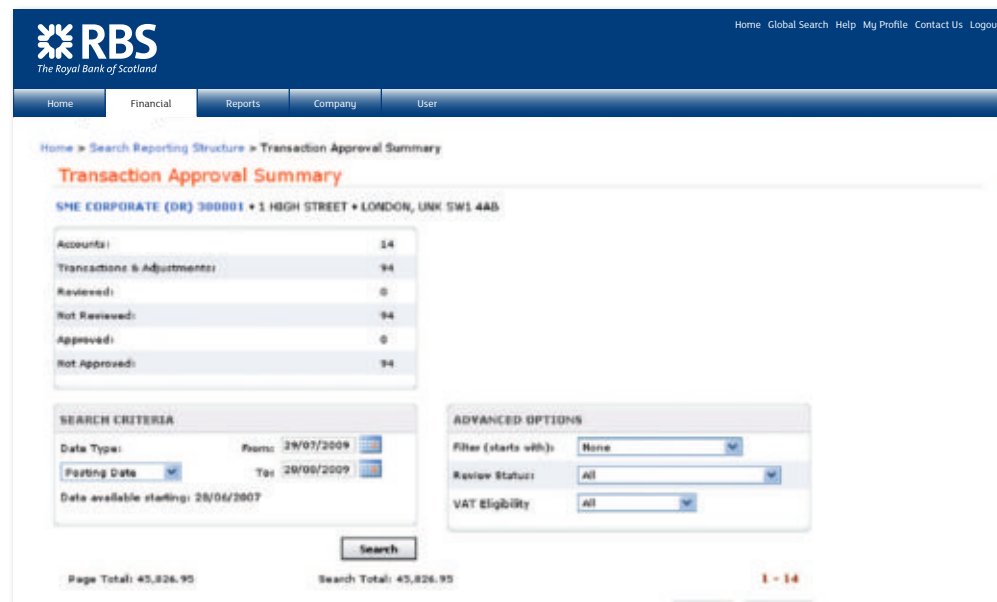 Home Global Search Help My Profile Contact Us Logou
RBS
The Royal Bank of Scotland
Home Financial Reports Company User
Home » Search Reporting Structure » Transaction Approval Summary
Transaction Approval Summary
SME CORPORATE (DR) 300001 • 1 HIGH STREET • LONDON, UNK SW1 4AB
Accounts: 14
Transactions & Adjustments: 94
Reviewed: 0
Not Reviewed: 94
Approved: 0
Not Approved: 94
SEARCH CRITERIA
Date Type: From: 29/07/2009
Posting Date To: 28/08/2009
Data available starting: 28/06/2007
Search
ADVANCED OPTIONS
Filter (starts with): None
Review Status: All
VAT Eligibility All
Page Total: 45,826.95 Search Total: 45,826.95 1 - 14